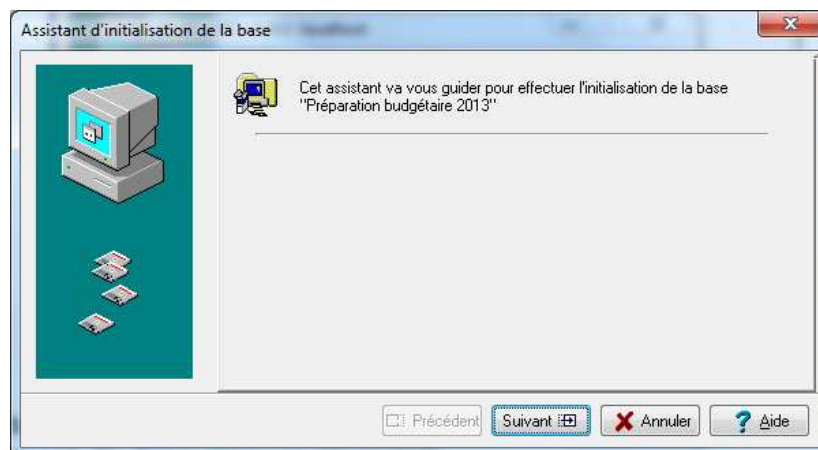 Assistant d'initialisation de la base
Cet assistant va vous guider pour effectuer l'initialisation de la base
"Préparation budgétaire 2013"
Précédent Suivant Annuler Aide